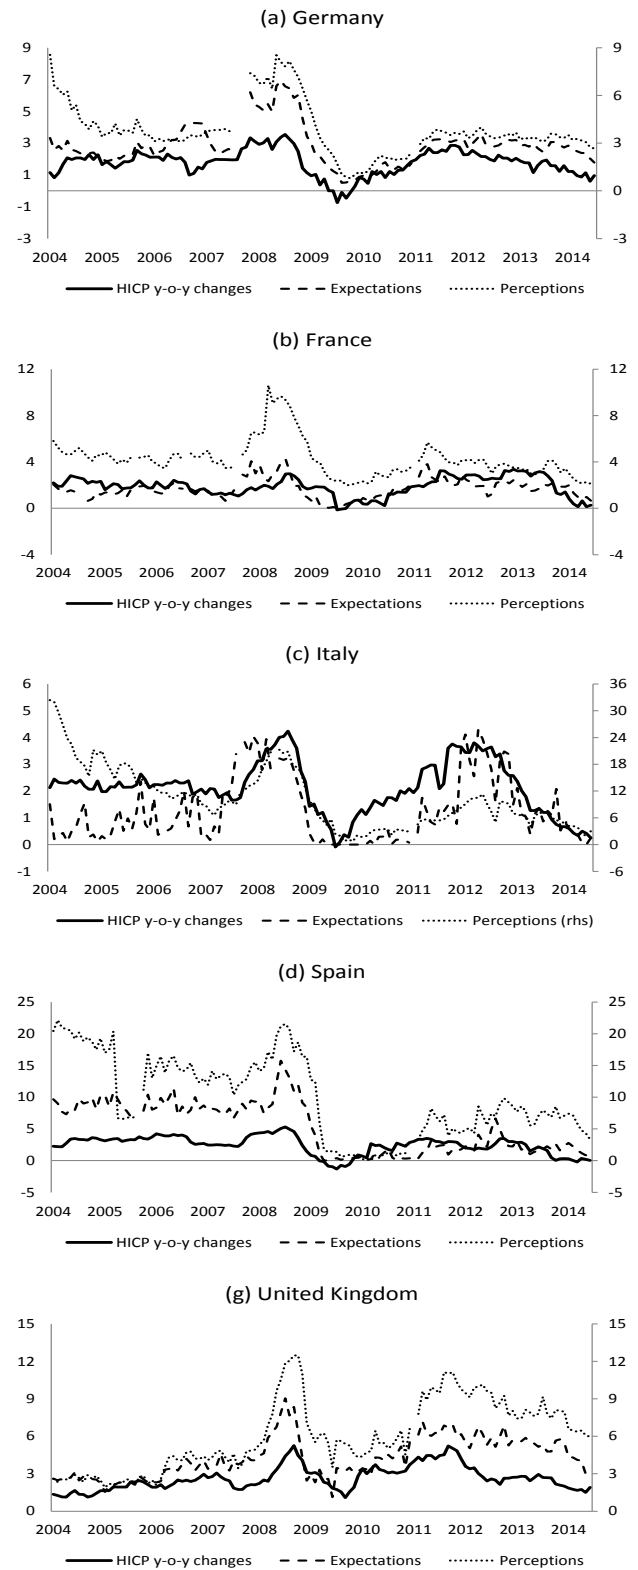 (a) Germany
9 9
7
6
5
3 3
1
0
-1
-3 -3
2004 2005 2006 2007 2008 2009 2010 2011 2012 2013 2014
HICP y-o-y changes Expectations Perceptions
(b) France
12 12
8 8
4 4
0 0
-4 -4
2004 2005 2006 2007 2008 2009 2010 2011 2012 2013 2014
HICP y-o-y changes Expectations Perceptions
(c) Italy
6 36
5 30
4 24
3 18
2 12
1 6
0 0
-1 -6
2004 2005 2006 2007 2008 2009 2010 2011 2012 2013 2014
HICP y-o-y changes Expectations Perceptions (rhs)
(d) Spain
25 25
20 20
15 15
10 10
5 5
0 0
-5 -5
2004 2005 2006 2007 2008 2009 2010 2011 2012 2013 2014
HICP y-o-y changes Expectations Perceptions
(g) United Kingdom
15 15
12 12
9 9
6 6
3 3
0 0
2004 2005 2006 2007 2008 2009 2010 2011 2012 2013 2014
HICP y-o-y changes Expectations Perceptions